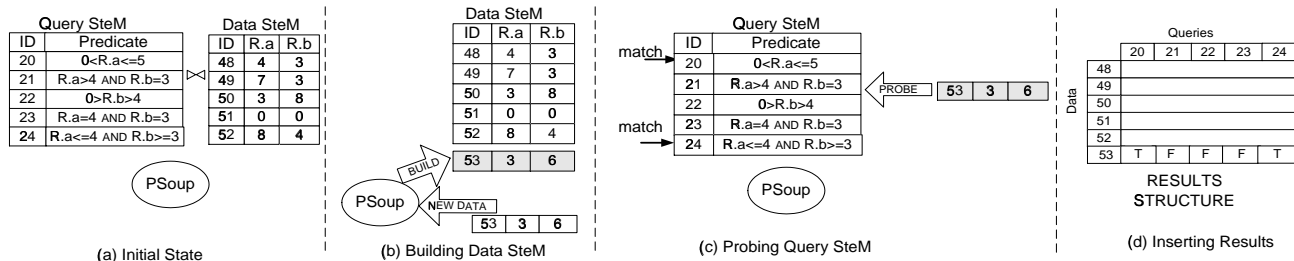 Query SteM
ID Predicate
20 0<R.a<=5
21 R.a>4 AND R.b=3
22 0>R.b>4
23 R.a=4 AND R.b=3
24 R.a<=4 AND R.b>=3
Data SteM
ID R.a R.b
48 4 3
49 7 3
50 3 8
51 0 0
52 8 4
PSoup
(a) Initial State
Data SteM
ID R.a R.b
48 4 3
49 7 3
50 3 8
51 0 0
52 8 4
53 3 6
BUILD
PSoup
NEW DATA
53 3 6
(b) Building Data SteM
Query SteM
ID Predicate
match
20 0<R.a<=5
21 R.a>4 AND R.b=3
22 0>R.b>4
23 R.a=4 AND R.b=3
match
24 R.a<=4 AND R.b>=3
PROBE
53 3 6
PSoup
(c) Probing Query SteM
Queries
20 21 22 23 24
Data
48
49
50
51
52
53 T F F F T
RESULTS
STRUCTURE
(d) Inserting Results